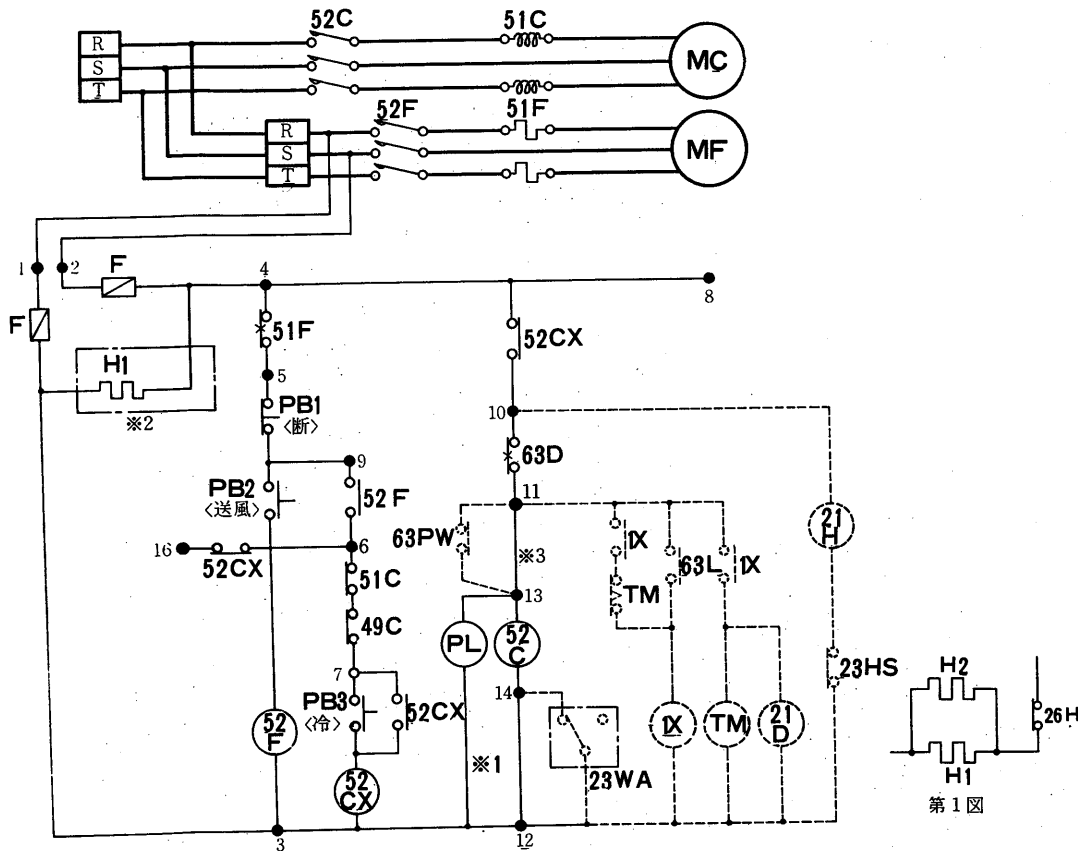 52C
51C
R
S
T
MC
52F
51F
R
S
T
MF
1
2
F
4
8
F
51F
52CX
H1
5
※2
PB1
〈断〉
10
63D
9
PB2
〈送風〉
52F
11
63PW
1X
63L
1X
21
H
16
52CX
6
※3
51C
TM
49C
13
PL
52
C
7
14
23HS
PB3
〈冷〉
52CX
H2
52
F
1X
TM
21
D
26H
※1
23WA
H1
52
CX
第1図
3
12